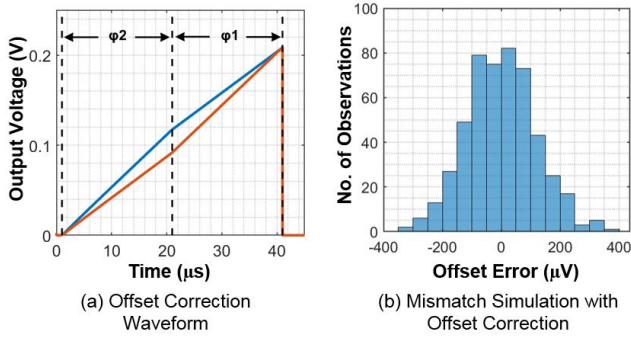 Output Voltage (V)
0.2
0.1
0
φ2
φ1
0
10
20
30
40
Time (μs)
(a) Offset Correction
Waveform
No. of Observations
100
80
60
40
20
0
-400
-200
0
200
400
Offset Error (μV)
(b) Mismatch Simulation with
Offset Correction